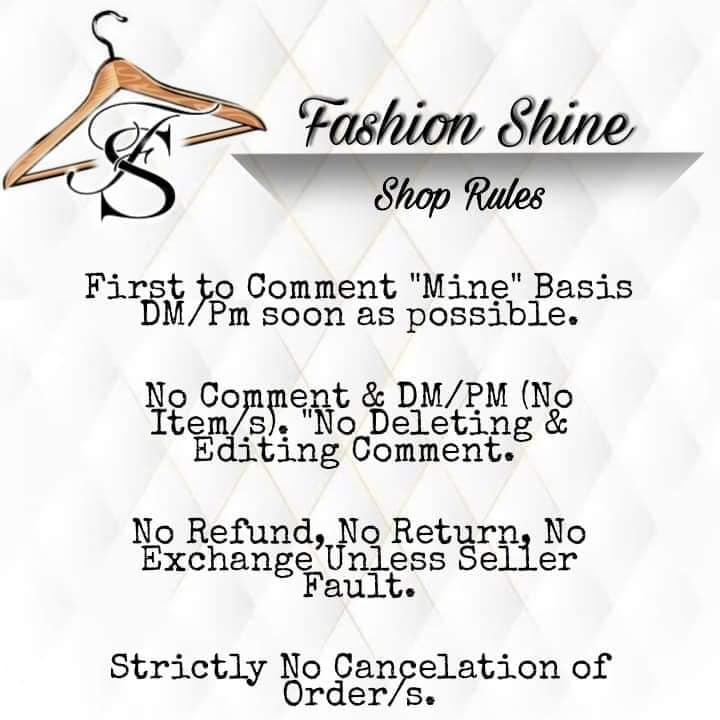 FS
Fashion Shine
Shop Rules
First to Comment "Mine" Basis
DM/Pm soon as possible.
No Comment & DM/PM (No
Item/s). "No Deleting &
Editing Comment.
No Refund, No Return, No
Exchange Unless Seller
Fault.
Strictly No Cancelation of
Order/s.